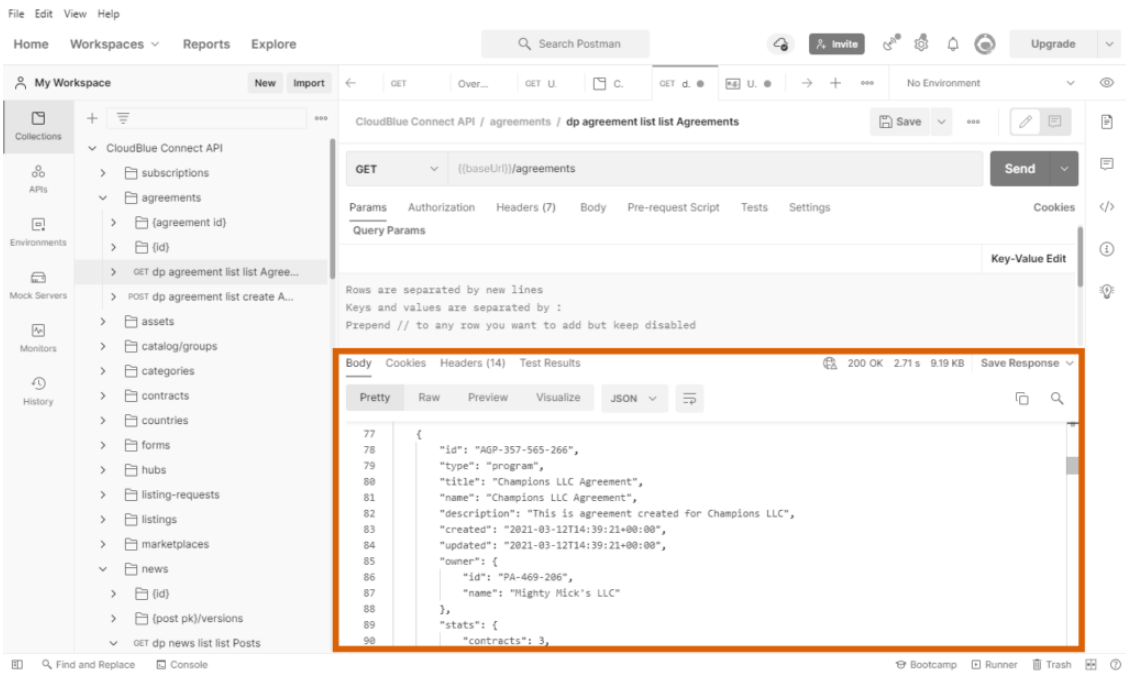 File Edit View Help
Home Workspaces Reports Explore Search Postman Invite Upgrade
My Workspace New Import GET Over... GET U. C. GET d. U. No Environment
Collections
APIs
Environments
Mock Servers
Monitors
History
CloudBlue Connect API
subscriptions
agreements
{agreement id}
{id}
GET dp agreement list list Agree...
POST dp agreement list create A...
assets
catalog/groups
categories
contracts
countries
forms
hubs
listing-requests
listings
marketplaces
news
{id}
{post pk}/versions
GET dp news list list Posts
CloudBlue Connect API / agreements / dp agreement list list Agreements Save
GET {{baseUrl}}/agreements Send
Params Authorization Headers (7) Body Pre-request Script Tests Settings Cookies
Query Params
Key-Value Edit
Rows are separated by new lines
Keys and values are separated by :
Prepend // to any row you want to add but keep disabled
Body Cookies Headers (14) Test Results 200 OK 2.71 s 9.19 KB Save Response
Pretty Raw Preview Visualize JSON
77 {
78 "id": "AGP-357-565-266",
79 "type": "program",
80 "title": "Champions LLC Agreement",
81 "name": "Champions LLC Agreement",
82 "description": "This is agreement created for Champions LLC",
83 "created": "2021-03-12T14:39:21+00:00",
84 "updated": "2021-03-12T14:39:21+00:00",
85 "owner": {
86 "id": "PA-469-206",
87 "name": "Mighty Mick's LLC"
88 },
89 "stats": {
90 "contracts": 3,
Find and Replace Console Bootcamp Runner Trash